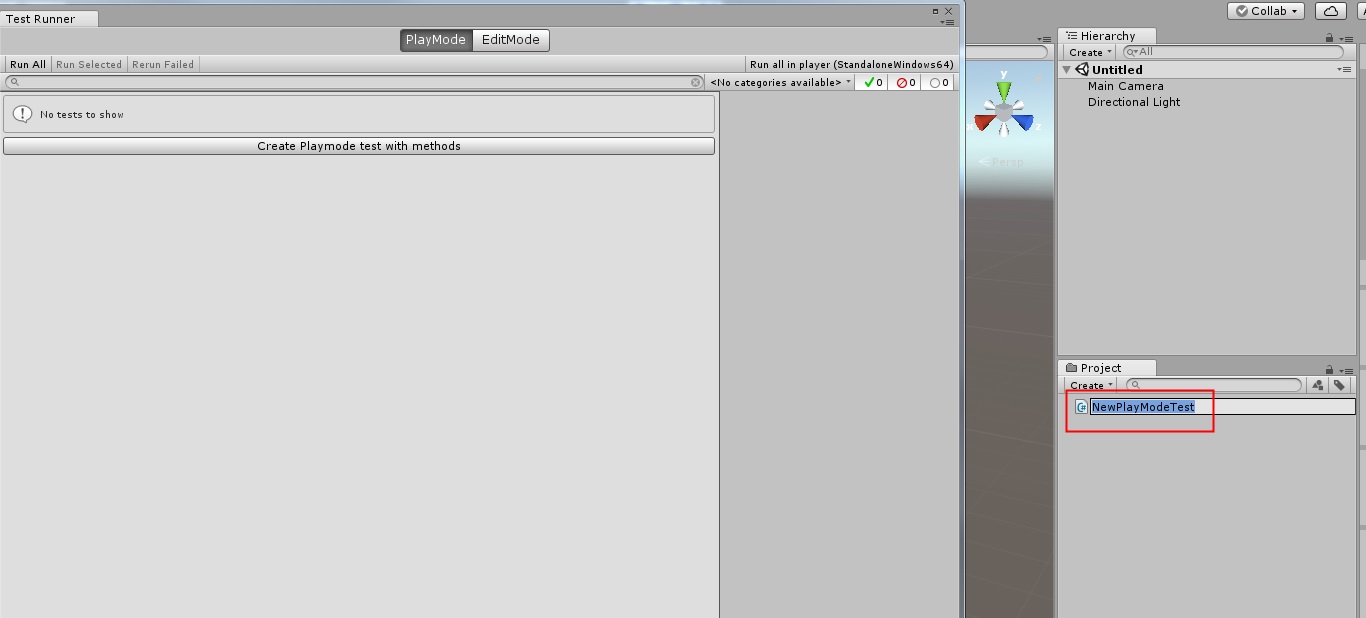 Test Runner
PlayMode EditMode
Run All Run Selected Rerun Failed Run all in player (StandaloneWindows64)
<No categories available> 0 0 0
No tests to show
Create Playmode test with methods
y
x z
Persp
Collab
Hierarchy
Create All
Untitled
Main Camera
Directional Light
Project
Create
C#
NewPlayModeTest